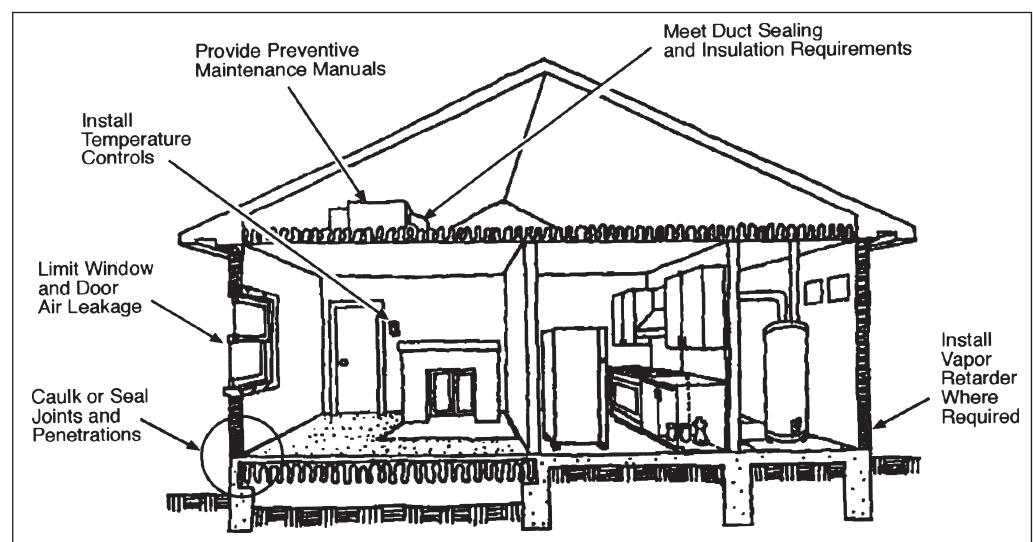 Meet Duct Sealing
and Insulation Requirements
Provide Preventive
Maintenance Manuals
Install
Temperature
Controls
Limit Window
and Door
Air Leakage
Caulk or Seal
Joints and
Penetrations
Install
Vapor
Retarder
Where
Required